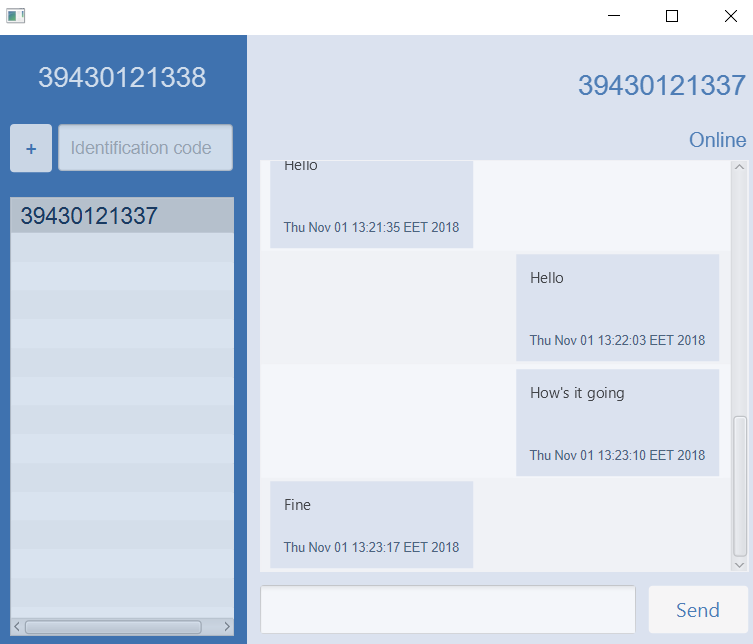 39430121338
+
Identification code
39430121337
39430121337
Online
Hello
Thu Nov 01 13:21:35 EET 2018
Hello
Thu Nov 01 13:22:03 EET 2018
How's it going
Thu Nov 01 13:23:10 EET 2018
Fine
Thu Nov 01 13:23:17 EET 2018
Send